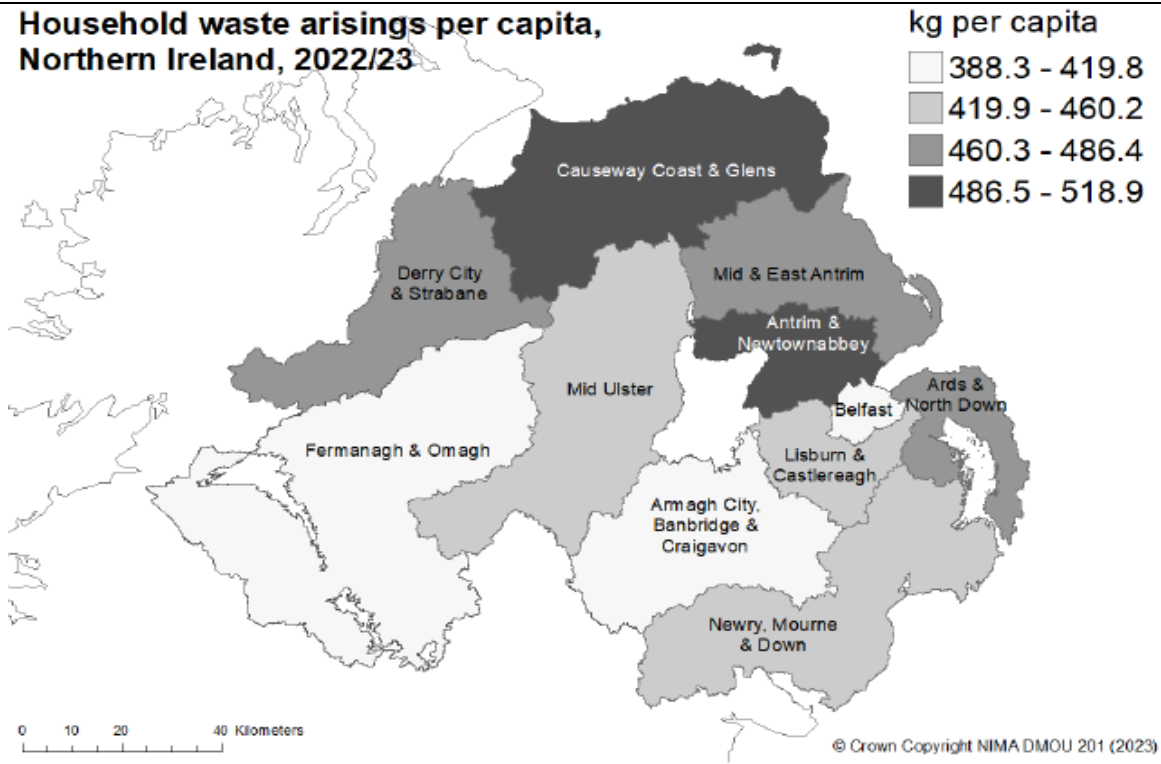 Household waste arisings per capita,
Northern Ireland, 2022/23
kg per capita
388.3 - 419.8
419.9 - 460.2
460.3 - 486.4
486.5 - 518.9
Causeway Coast & Glens
Derry City
& Strabane
Mid & East Antrim
Antrim &
Newtownabbey
Mid Ulster
Ards &
North Down
Belfast
Fermanagh & Omagh
Lisburn &
Castlereagh
Armagh City,
Banbridge &
Craigavon
Newry, Mourne
& Down
0 10 20 40 Kilometers
© Crown Copyright NIMA DMOU 201 (2023)